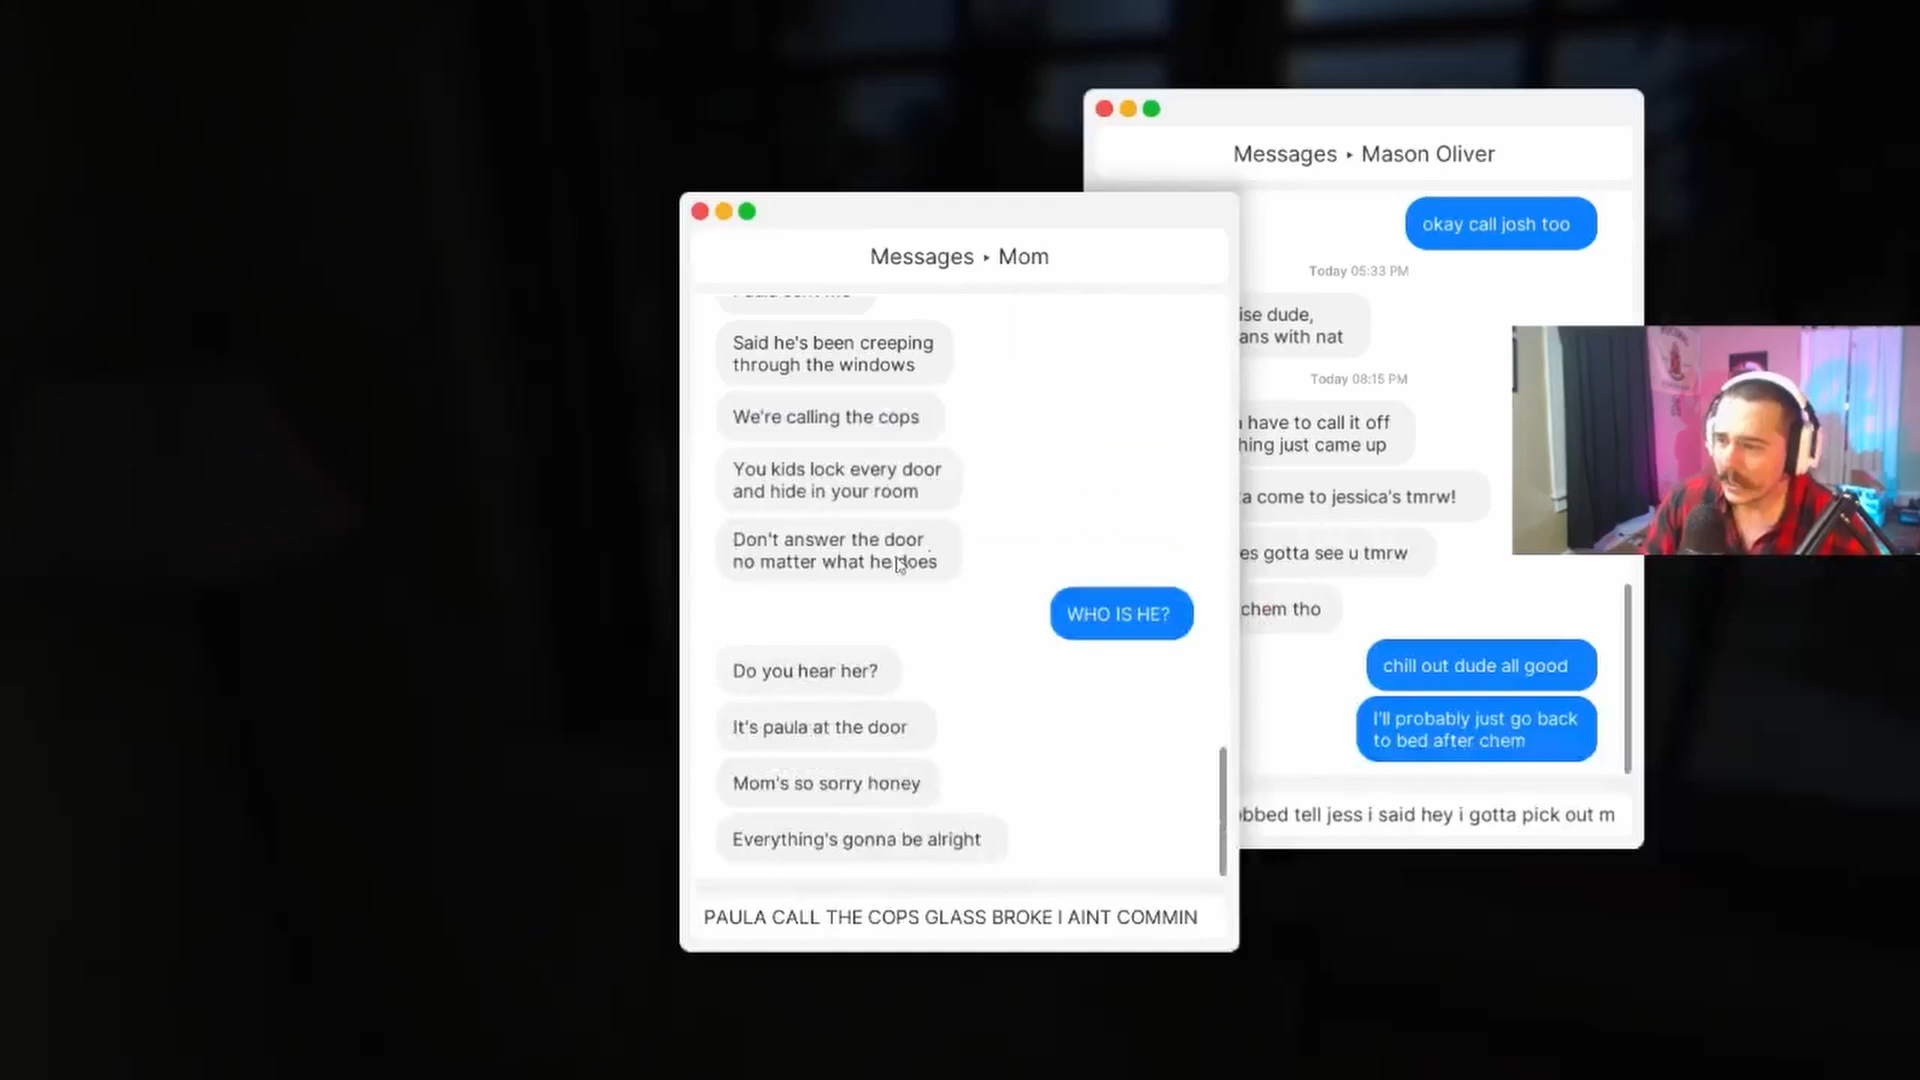 Messages ‣ Mom
Said he's been creeping
through the windows
We're calling the cops
You kids lock every door
and hide in your room
Don't answer the door
no matter what he does
WHO IS HE?
Do you hear her?
It's paula at the door
Mom's so sorry honey
Everything's gonna be alright
PAULA CALL THE COPS GLASS BROKE I AINT COMMIN
Messages ‣ Mason Oliver
okay call josh too
Today 05:33 PM
dude,
with nat
Today 08:15 PM
have to call it off
just came up
come to jessica's tmrw!
gotta see u tmrw
chem tho
chill out dude all good
I'll probably just go back
to bed after chem
tell jess i said hey i gotta pick out m